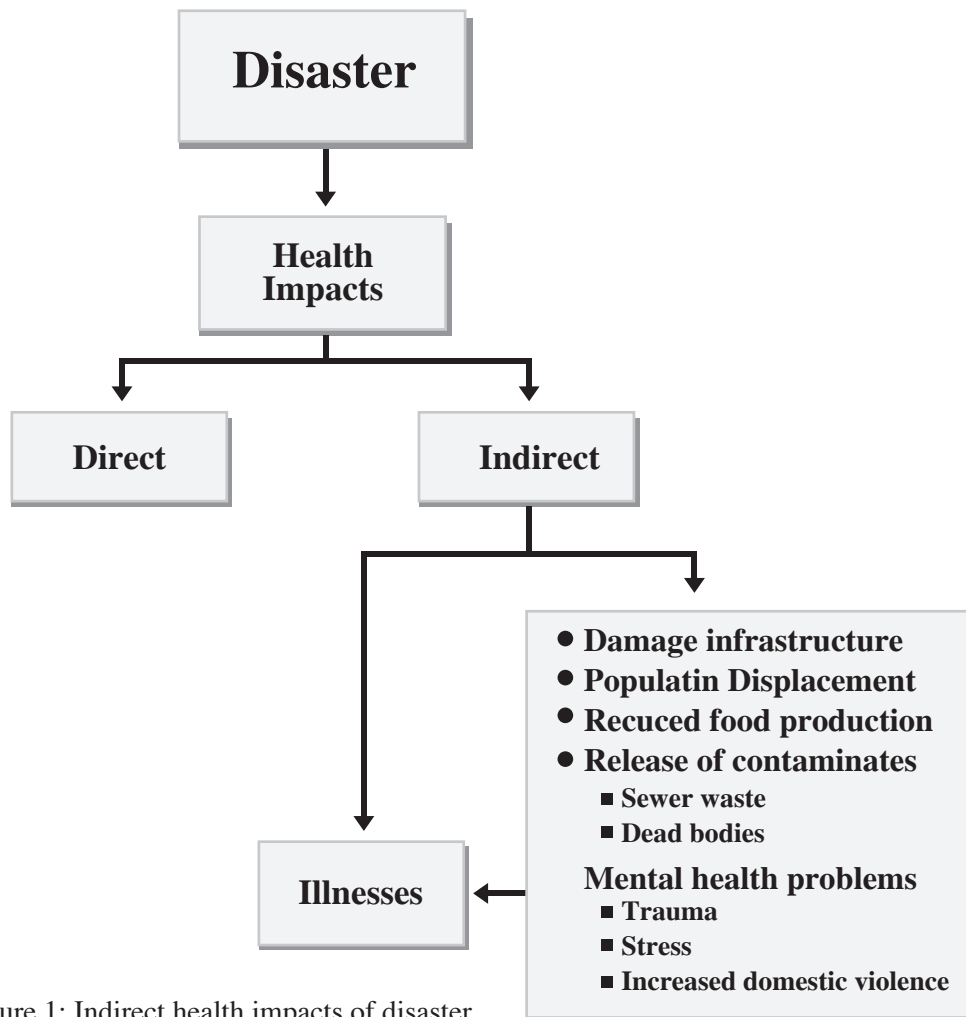 Disaster
Health
Impacts
Direct
Indirect
● Damage infrastructure
● Populatin Displacement
● Recuced food production
● Release of contaminates
■ Sewer waste
■ Dead bodies
Mental health problems
■ Trauma
■ Stress
■ Increased domestic violence
Illnesses
ure 1: Indirect health impacts of disaster